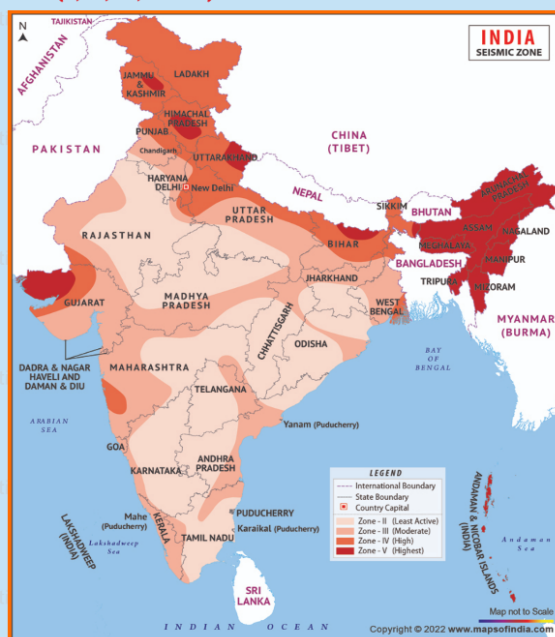 TAJIKISTAN
N
AFGHANISTAN
INDIA
SEISMIC ZONE
LADAKH
JAMMU
&
KASHMIR
HIMACHAL
PRADESH
PUNJAB
Chandigarh
UTTARAKHAND
PAKISTAN
CHINA
(TIBET)
HARYANA
DELHI
New Delhi
NEPAL
SIKKIM
BHUTAN
ARUNACHAL
PRADESH
UTTAR
PRADESH
RAJASTHAN
BIHAR
ASSAM
NAGALAND
MEGHALAYA
MANIPUR
BANGLADESH
TRIPURA
MIZORAM
JHARKHAND
WEST
BENGAL
GUJARAT
MADHYA
PRADESH
CHHATTISGARH
ODISHA
MYANMAR
(BURMA)
DADRA & NAGAR
HAVELI AND
DAMAN & DIU
MAHARASHTRA
BAY
OF
BENGAL
TELANGANA
ARABIAN
SEA
Yanam (Puducherry)
GOA
KARNATAKA
ANDHRA
PRADESH
LEGEND
International Boundary
State Boundary
Country Capital
Zone - II (Least Active)
Zone - III (Moderate)
Zone - IV (High)
Zone - V (Highest)
PUDUCHERRY
Karaikal (Puducherry)
Mahe
(Puducherry)
KERALA
TAMIL NADU
LAKSHADWEEP
(INDIA)
Lakshadweep
Sea
ANDAMAN & NICOBAR ISLANDS
(INDIA)
Andaman
Sea
SRI
LANKA
INDIAN OCEAN
Map not to Scale
Copyright © 2022 www.mapsofindia.com